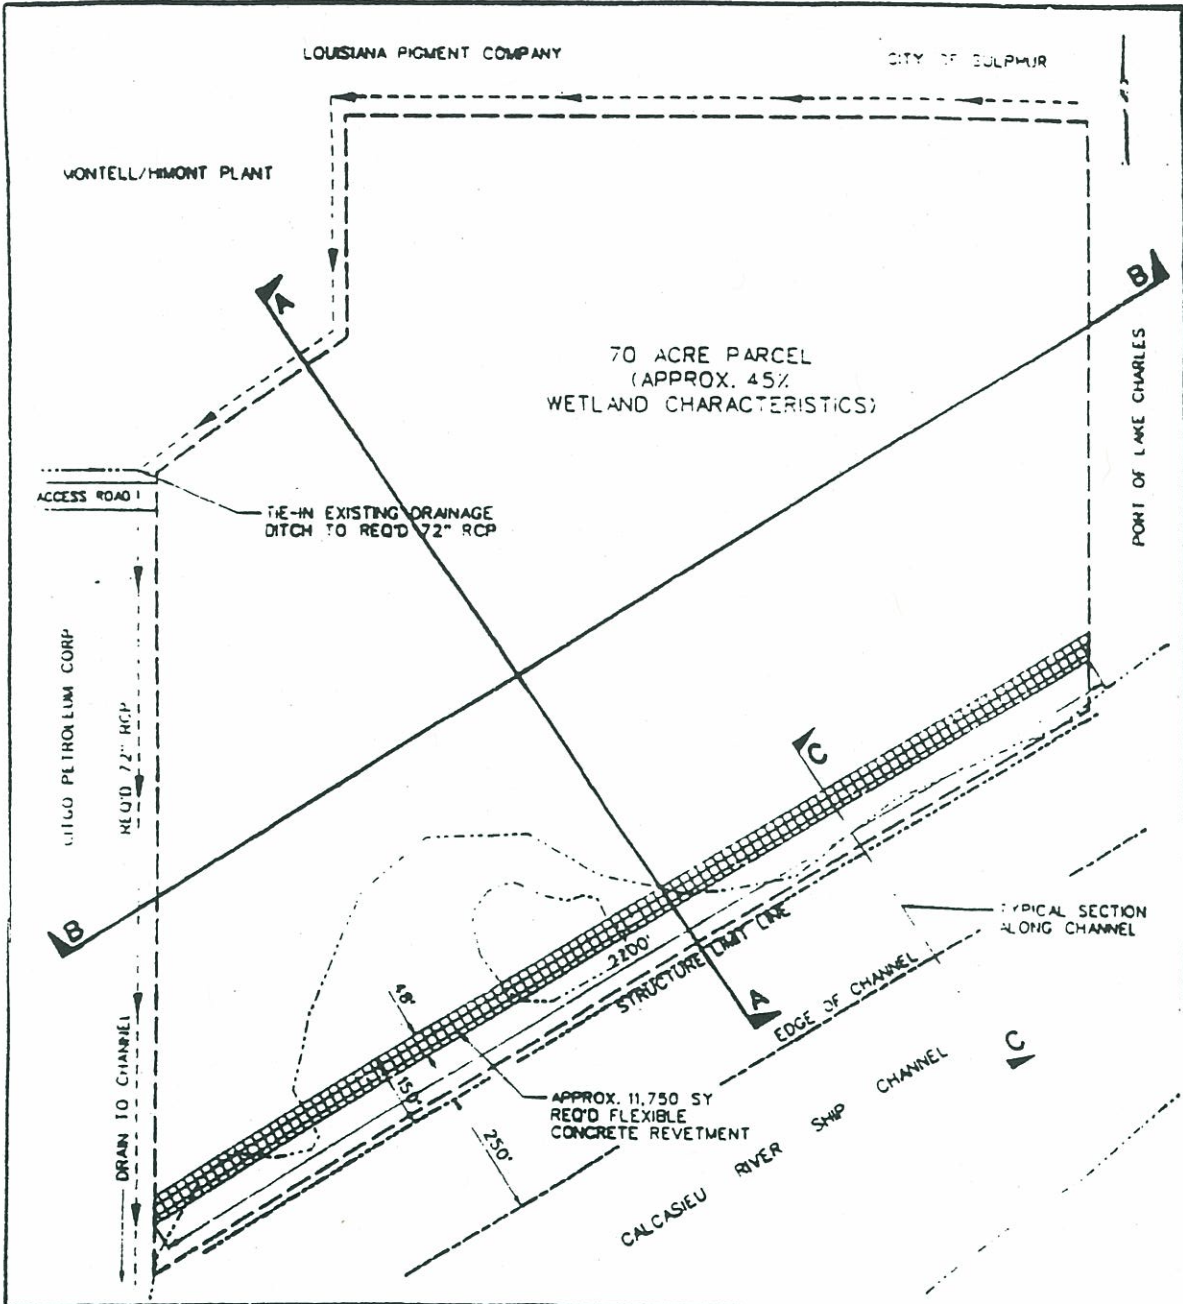 LOUISIANA PIGMENT COMPANY
CITY OF SULPHUR
MONTELL/HIMONT PLANT
A
B
70 ACRE PARCEL
(APPROX. 45%
WETLAND CHARACTERISTICS)
PORT OF LAKE CHARLES
ACCESS ROAD
TIE-IN EXISTING DRAINAGE
DITCH TO REQ'D 72" RCP
CITGO PETROLEUM CORP
REQ'D 72" RCP
C
B
TYPICAL SECTION
ALONG CHANNEL
2200'
STRUCTURE LIMIT LINE
48'
A
EDGE OF CHANNEL
150'
APPROX. 11,750 SY
REQ'D FLEXIBLE
CONCRETE REVETMENT
250'
C
DRAIN TO CHANNEL
CALCASIEU RIVER SHIP CHANNEL